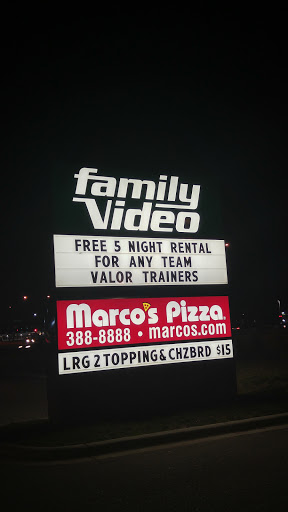 family
Video
FREE 5 NIGHT RENTAL
FOR ANY TEAM
VALOR TRAINERS
Marco's Pizza
388-8888 • marcos.com
LRG 2 TOPPING & CHZBRD $15